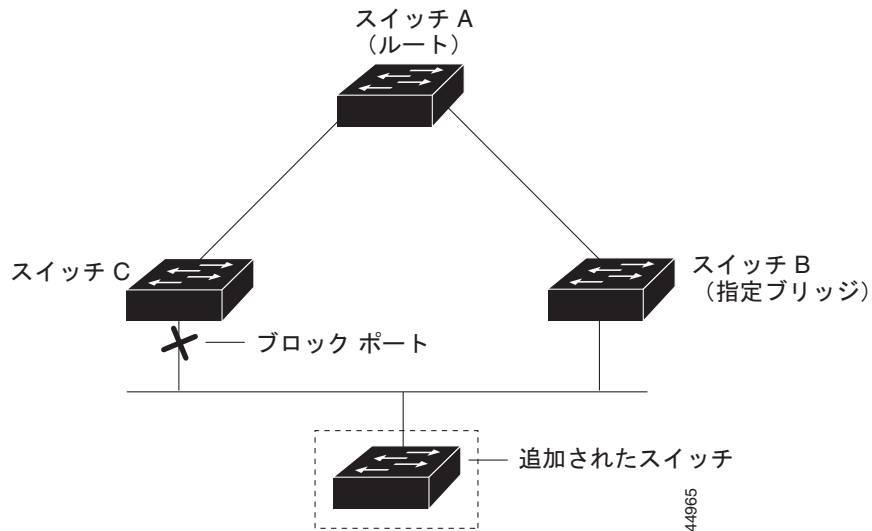 スイッチ A
（ルート）
スイッチ C
スイッチ B
（指定ブリッジ）
ブロック ポート
追加されたスイッチ
44965